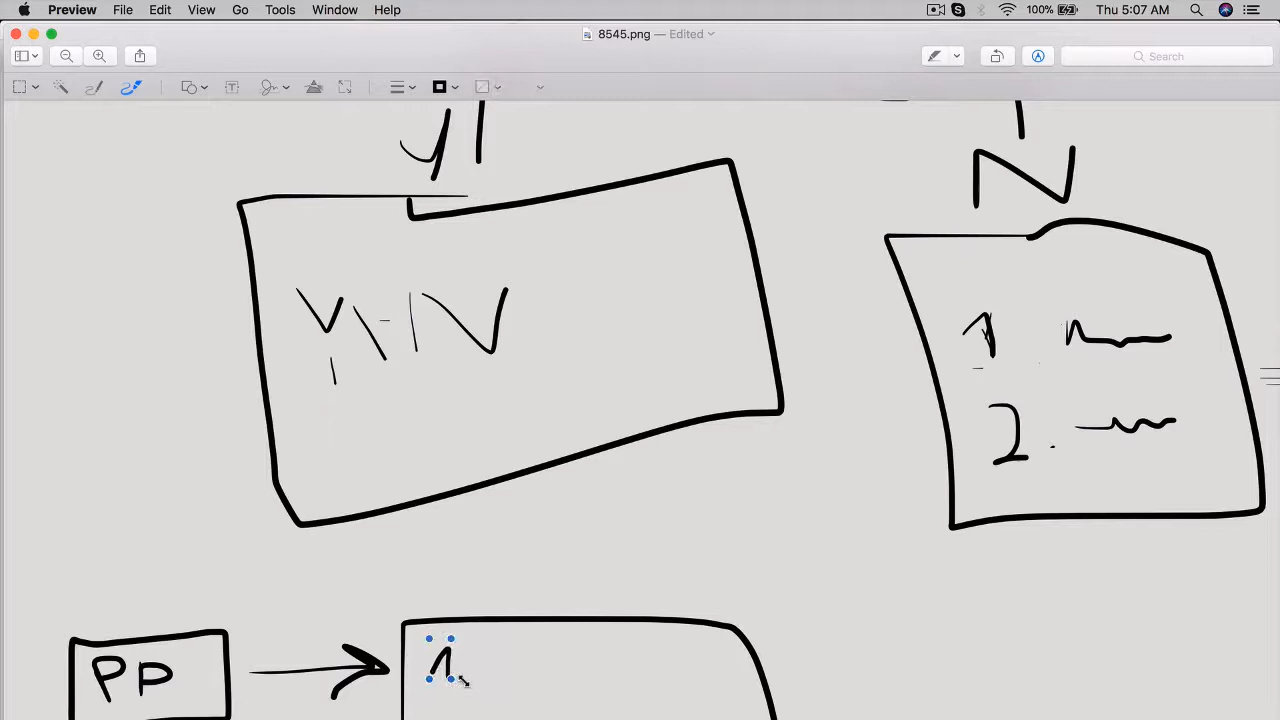 Preview File Edit View Go Tools Window Help 100% Thu 5:07 AM
8545.png — Edited
Search
N
1
2.
PP
1.